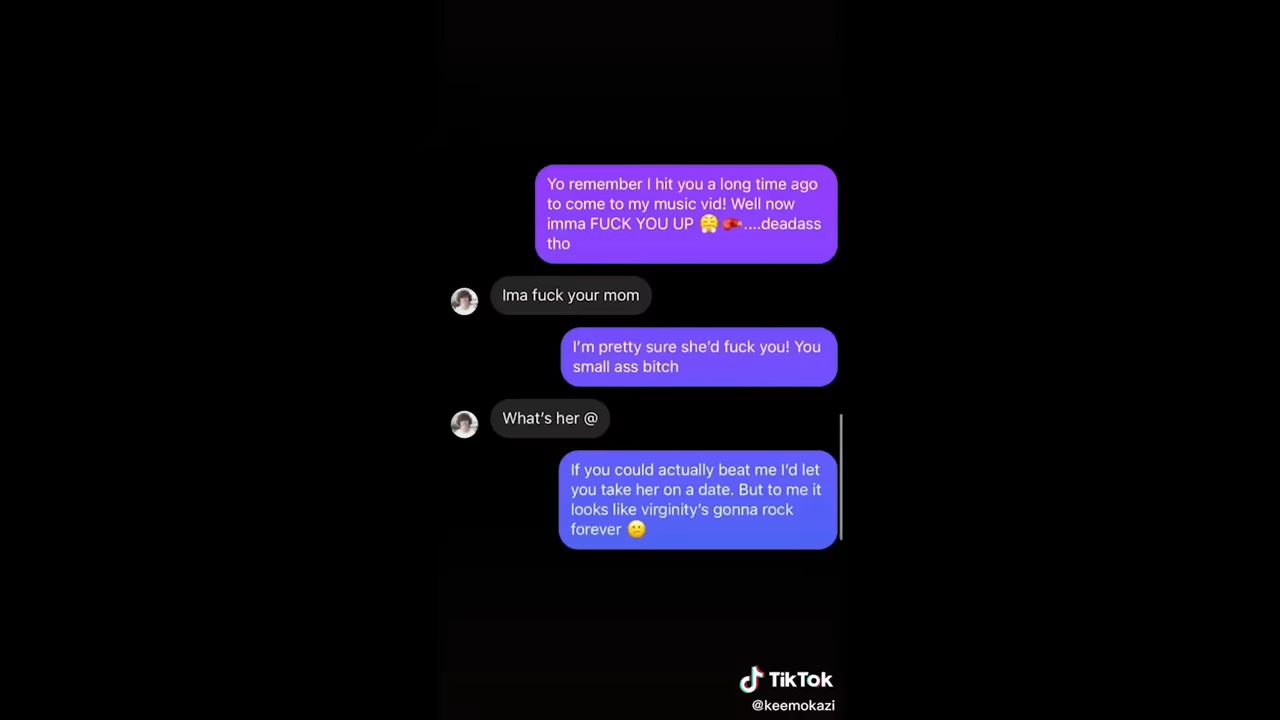 Yo remember I hit you a long time ago
to come to my music vid! Well now
imma FUCK YOU UP 😤 🥊....deadass
tho
Ima fuck your mom
I'm pretty sure she'd fuck you! You
small ass bitch
What's her @
If you could actually beat me I'd let
you take her on a date. But to me it
looks like virginity's gonna rock
forever 😕
TikTok
@keemokazi